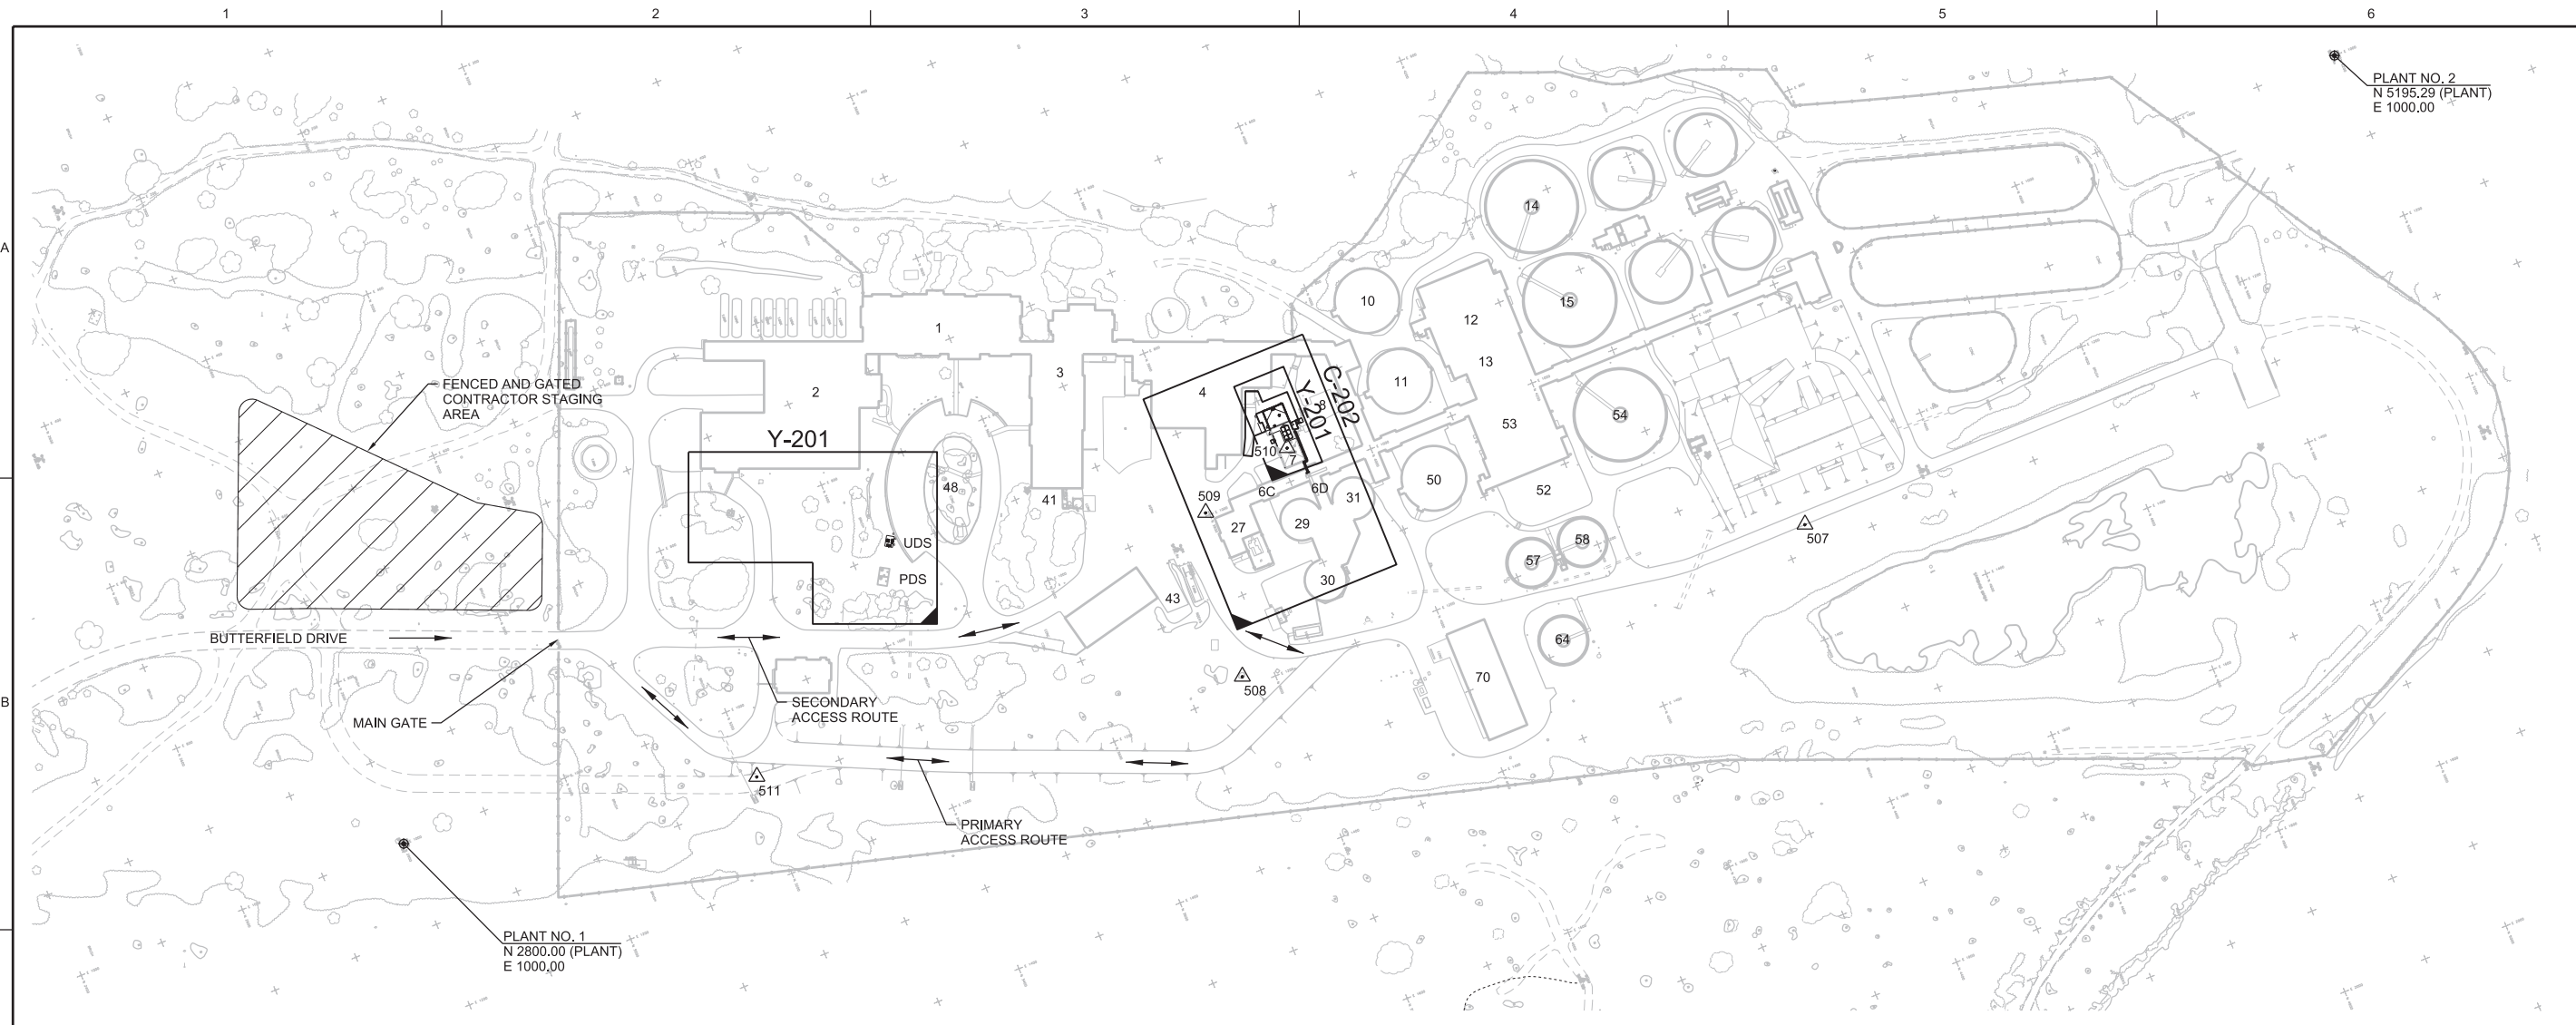 1
2
3
4
5
6
PLANT NO. 2
N 5195.29 (PLANT)
E 1000.00
A
14
10
15
12
1
13
3
11
FENCED AND GATED
CONTRACTOR STAGING
AREA
2
4
C-202
8
Y-201
54
Y-201
53
510
7
50
48
41
6C
6D
31
52
509
27
29
507
UDS
58
57
PDS
30
43
BUTTERFIELD DRIVE
64
70
508
B
SECONDARY
ACCESS ROUTE
MAIN GATE
511
PRIMARY
ACCESS ROUTE
PLANT NO. 1
N 2800.00 (PLANT)
E 1000.00